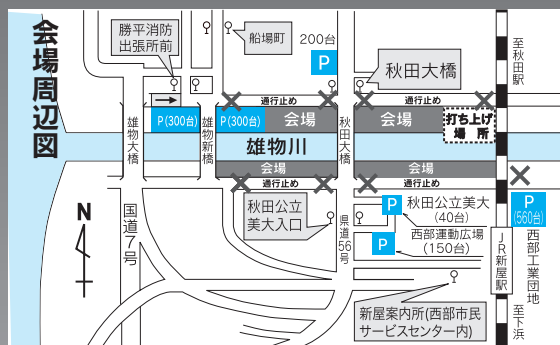 会場周辺図
勝平消防
出張所前
船場町
200台
P
秋田大橋
至秋田駅
通行止め
通行止め
P(300台)
P(300台)
会場
会場
打ち上げ
場所
雄物大橋
雄物新橋
雄物川
秋田大橋
会場
会場
通行止め
通行止め
N
国道7号
秋田公立
美大入口
県道56号
P
秋田公立美大
(40台)
P
西部運動広場
(150台)
P
(560台)
西部工業団地
JR新屋駅
至下浜
新屋案内所(西部市民
サービスセンター内)